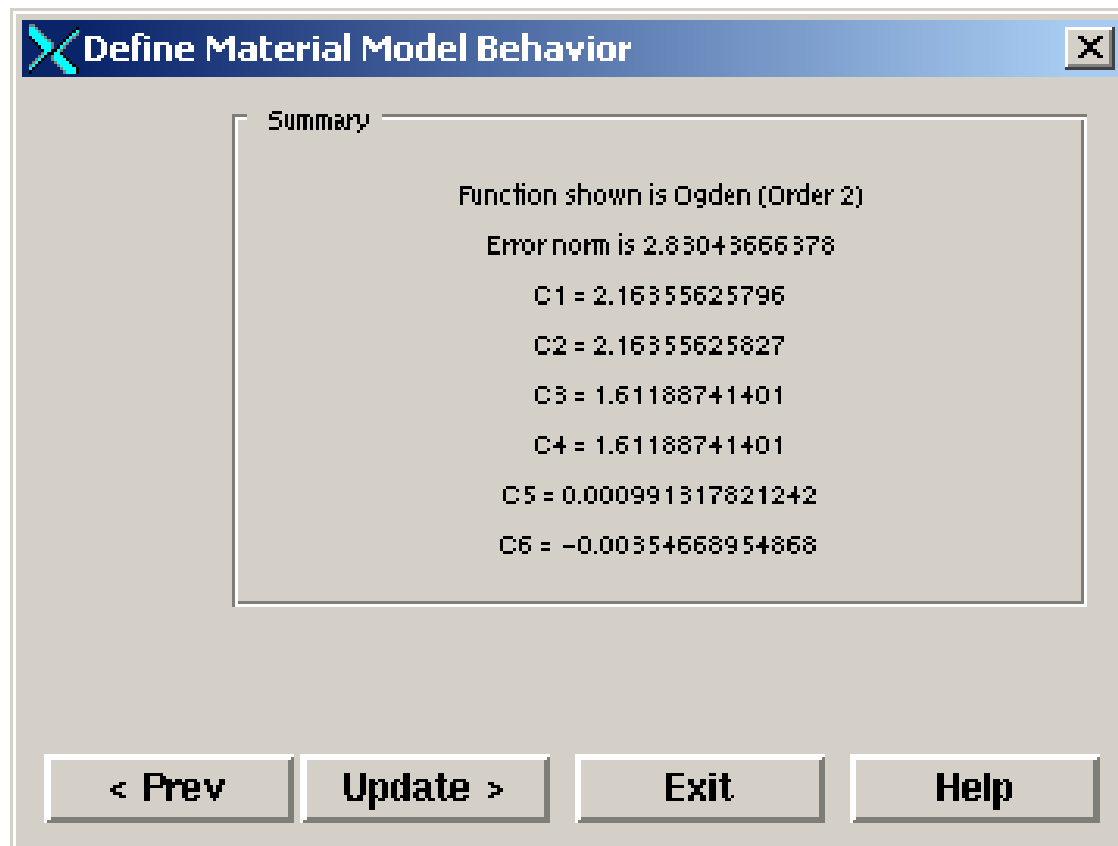 Define Material Model Behavior
Summary
Function shown is Ogden (Order 2)
Error norm is 2.83043666378
C1 = 2.16355625796
C2 = 2.16355625827
C3 = 1.61188741401
C4 = 1.61188741401
C5 = 0.000991317821242
C6 = −0.00354668954868
< Prev
Update >
Exit
Help